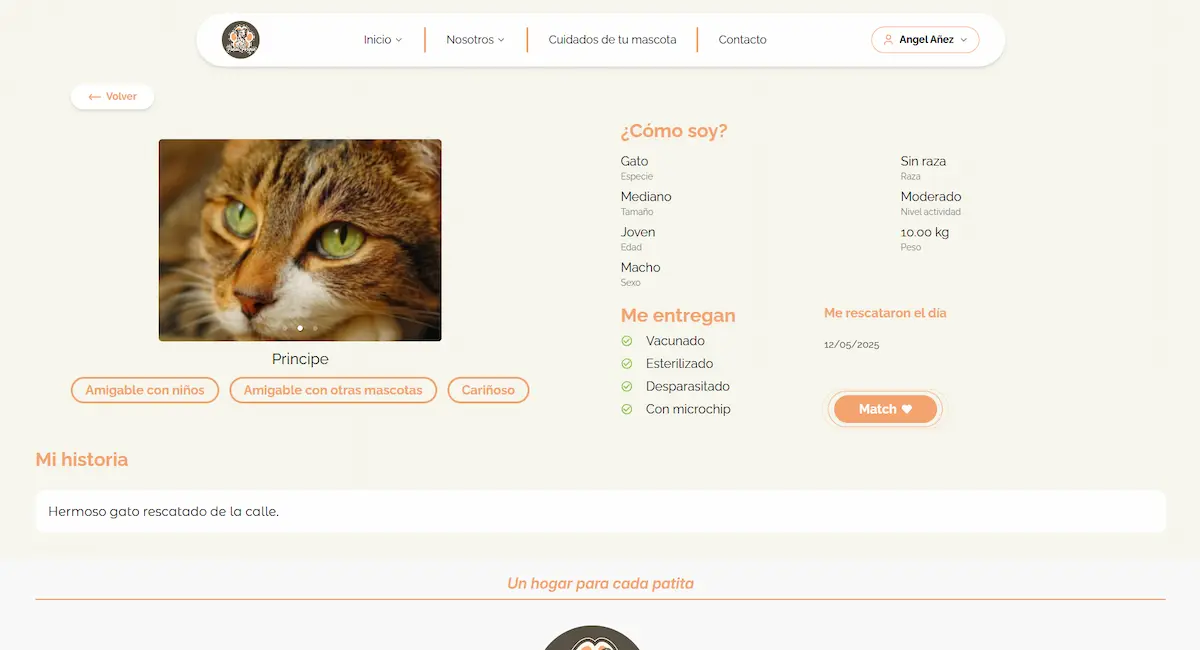 Inicio
Nosotros
Cuidados de tu mascota
Contacto
Angel Añez
← Volver
Principe
Amigable con niños
Amigable con otras mascotas
Cariñoso
¿Cómo soy?
Gato
Especie
Sin raza
Raza
Mediano
Tamaño
Moderado
Nivel actividad
Joven
Edad
10.00 kg
Peso
Macho
Sexo
Me entregan
Vacunado
Esterilizado
Desparasitado
Con microchip
Me rescataron el día
12/05/2025
Match
Mi historia
Hermoso gato rescatado de la calle.
Un hogar para cada patita